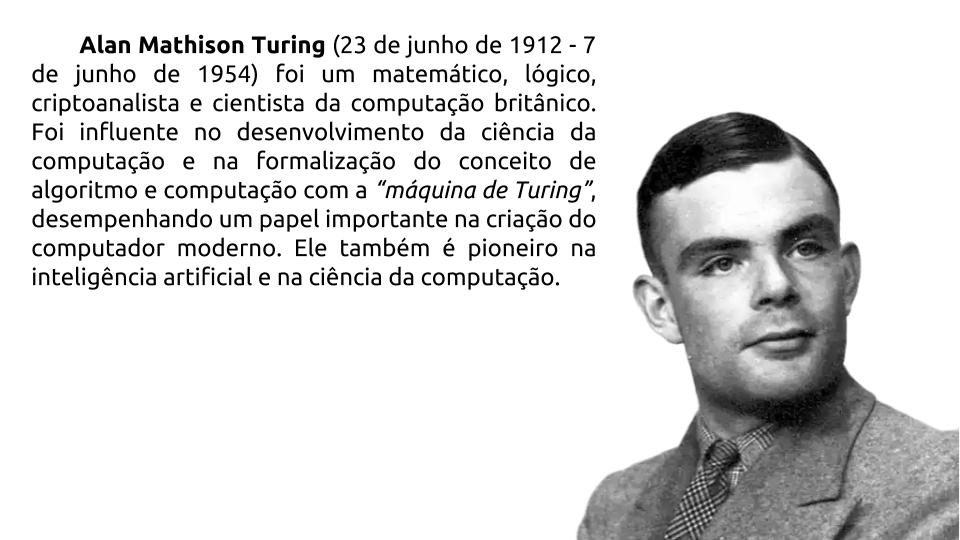 Alan Mathison Turing (23 de junho de 1912 - 7
de junho de 1954) foi um matemático, lógico,
criptoanalista e cientista da computação britânico.
Foi influente no desenvolvimento da ciência da
computação e na formalização do conceito de
algoritmo e computação com a “máquina de Turing”,
desempenhando um papel importante na criação do
computador moderno. Ele também é pioneiro na
inteligência artificial e na ciência da computação.